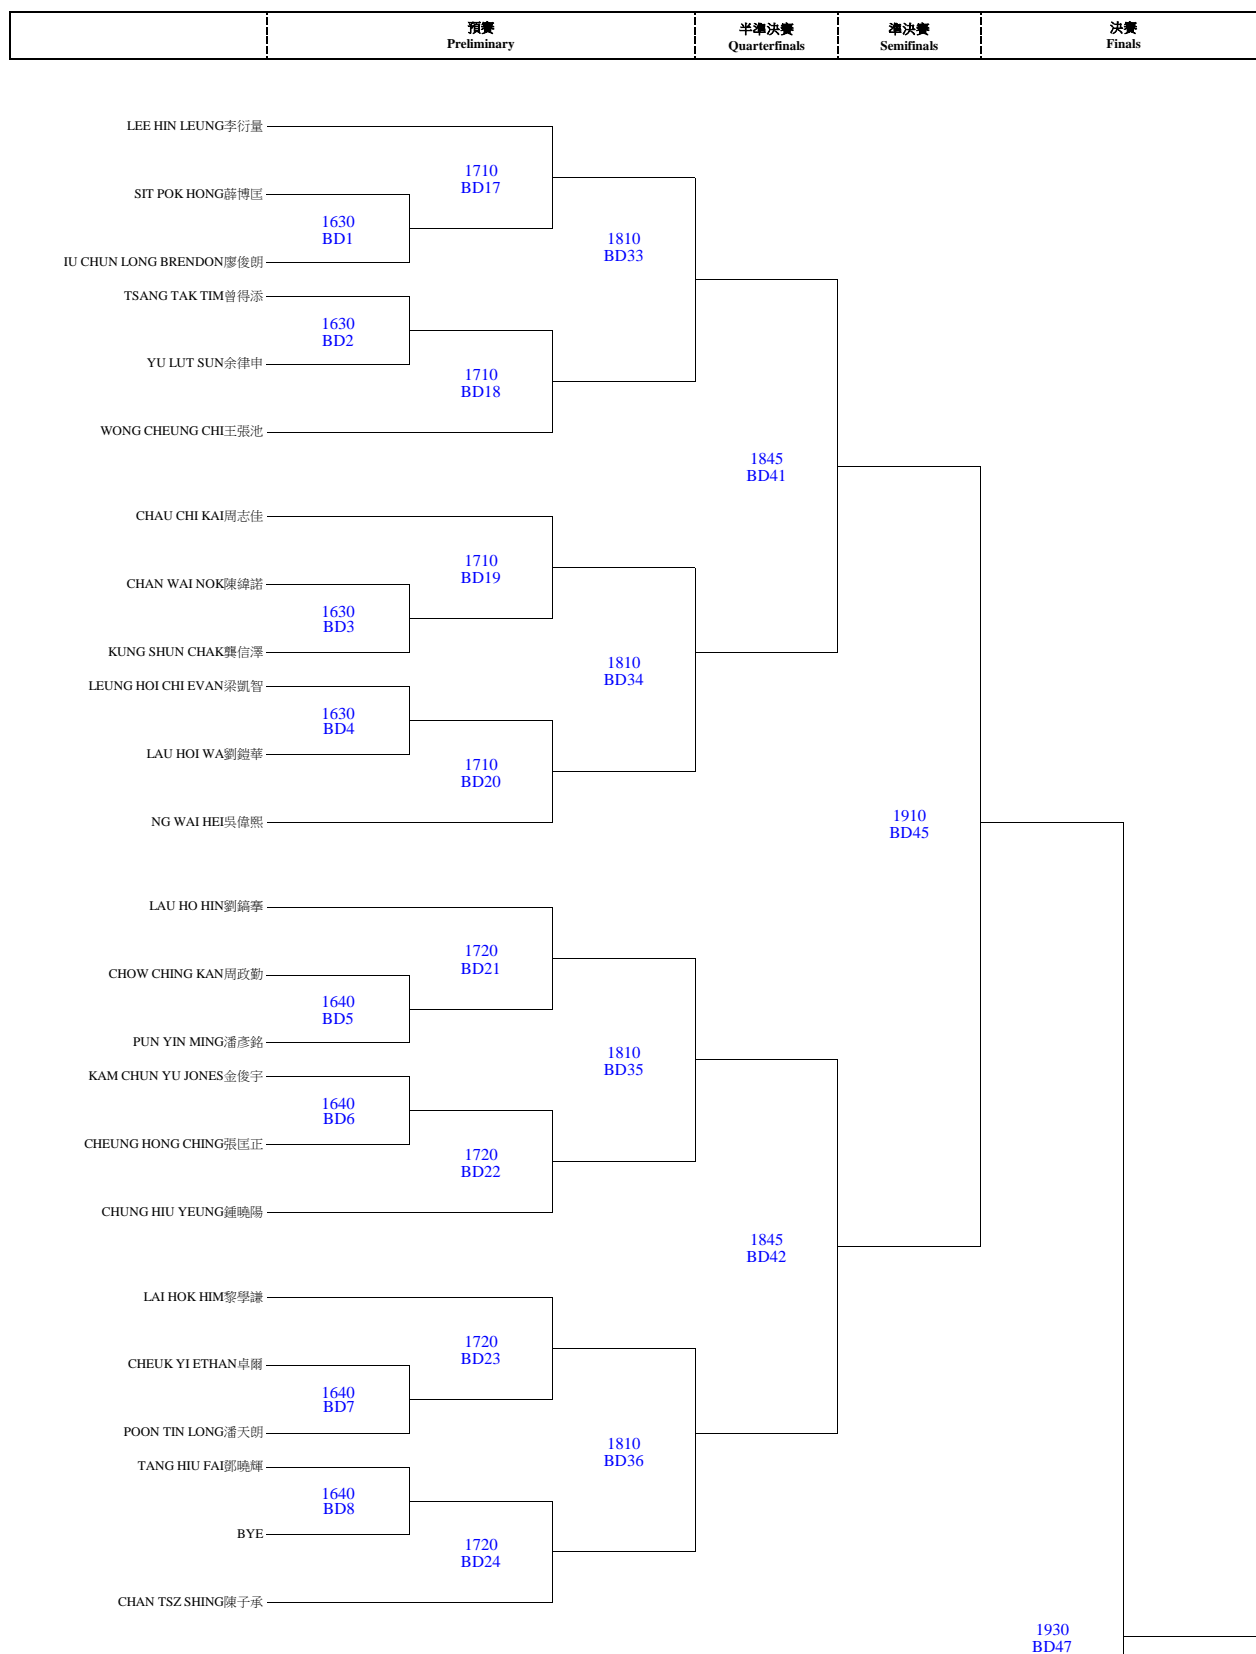 預賽
Preliminary
半準決賽
Quarterfinals
準決賽
Semifinals
決賽
Finals
LEE HIN LEUNG李衍量
1710
BD17
SIT POK HONG薛博匡
1630
BD1
1810
BD33
IU CHUN LONG BRENDON廖俊朗
TSANG TAK TIM曾得添
1630
BD2
YU LUT SUN余律申
1710
BD18
WONG CHEUNG CHI王張池
1845
BD41
CHAU CHI KAI周志佳
1710
BD19
CHAN WAI NOK陳緯諾
1630
BD3
KUNG SHUN CHAK龔信澤
1810
BD34
LEUNG HOI CHI EVAN梁凱智
1630
BD4
LAU HOI WA劉鎧華
1710
BD20
NG WAI HEI吳偉熙
1910
BD45
LAU HO HIN劉鎬搴
1720
BD21
CHOW CHING KAN周政勤
1640
BD5
PUN YIN MING潘彥銘
1810
BD35
KAM CHUN YU JONES金俊宇
1640
BD6
CHEUNG HONG CHING張匡正
1720
BD22
CHUNG HIU YEUNG鍾曉陽
1845
BD42
LAI HOK HIM黎學謙
1720
BD23
CHEUK YI ETHAN卓爾
1640
BD7
POON TIN LONG潘天朗
1810
BD36
TANG HIU FAI鄧曉輝
1640
BD8
BYE
1720
BD24
CHAN TSZ SHING陳子承
1930
BD47